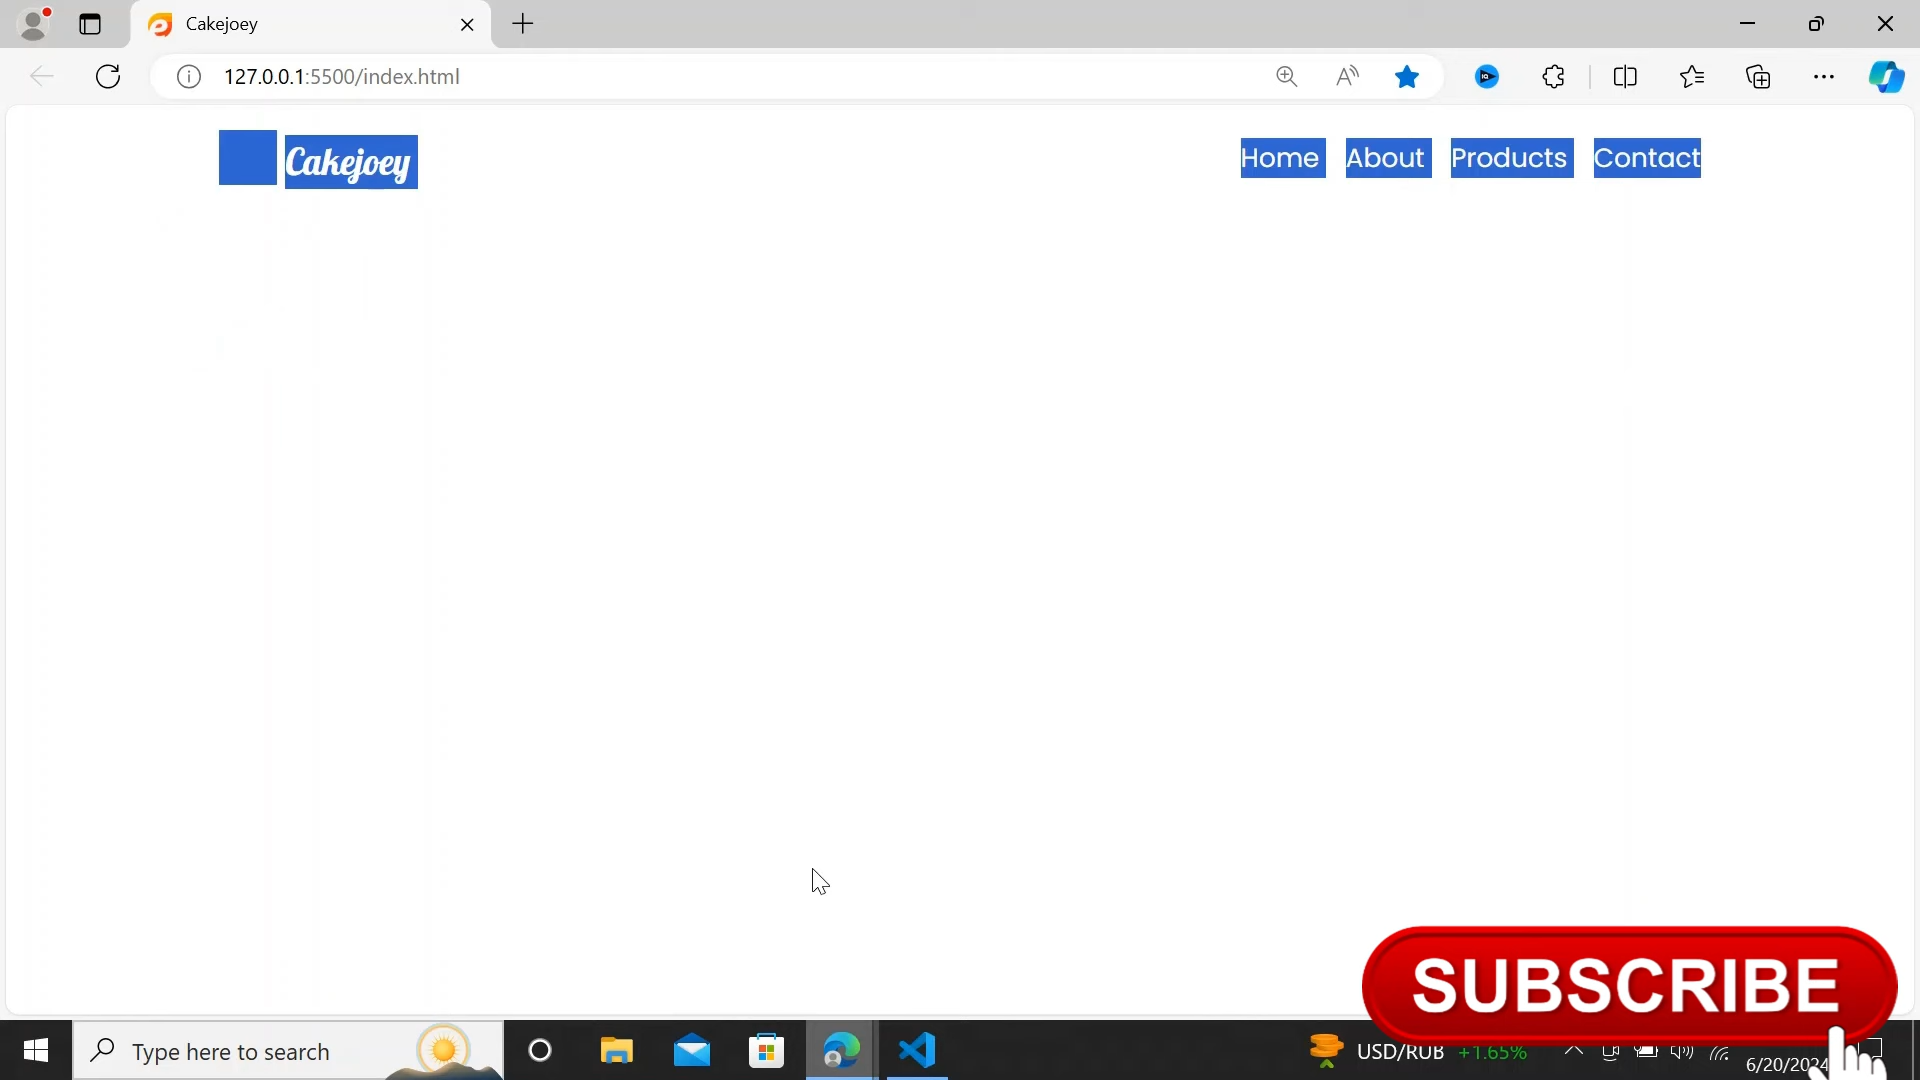 Cakejoey
127.0.0.1:5500/index.html
Cakejoey
Home About Products Contact
SUBSCRIBE
Type here to search
USD/RUB +1.65%
6/20/2024